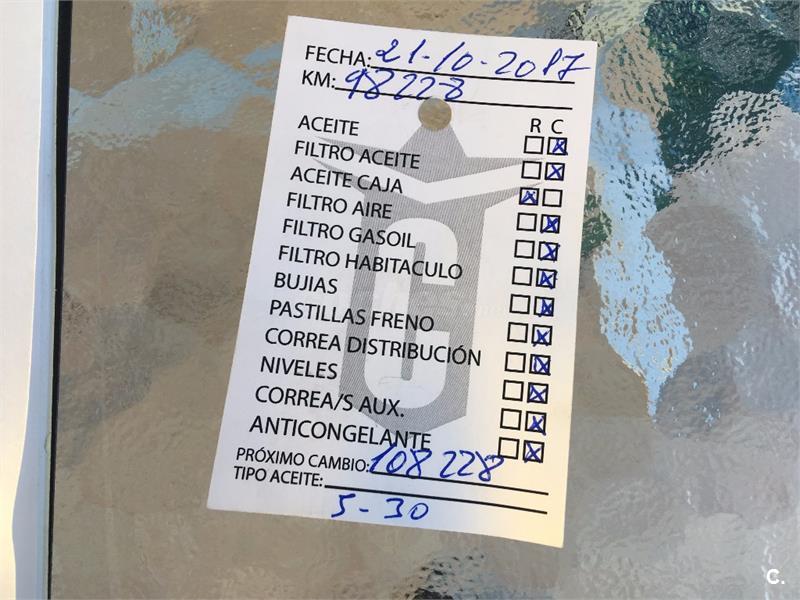 FECHA: 21-10-2017
KM: 98228
R C
ACEITE
FILTRO ACEITE
ACEITE CAJA
FILTRO AIRE
FILTRO GASOIL
FILTRO HABITACULO
BUJIAS
PASTILLAS FRENO
CORREA DISTRIBUCIÓN
NIVELES
CORREA/S AUX.
ANTICONGELANTE
PRÓXIMO CAMBIO: 108228
TIPO ACEITE:
5-30
C.